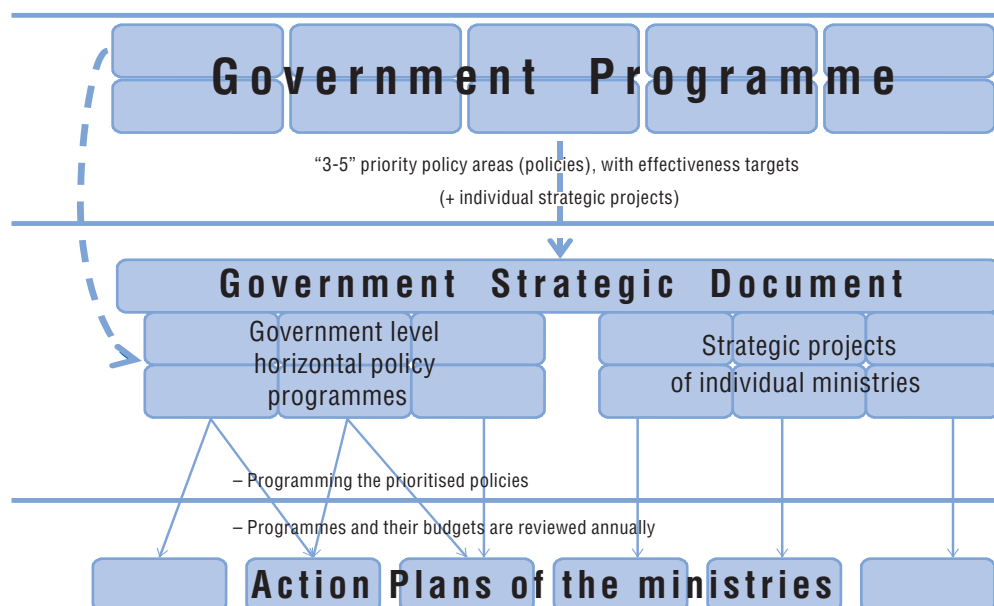 Government Programme
“3-5” priority policy areas (policies), with effectiveness targets
(+ individual strategic projects)
Government Strategic Document
Government level
horizontal policy
programmes
Strategic projects
of individual ministries
– Programming the prioritised policies
– Programmes and their budgets are reviewed annually
Action Plans of the ministries